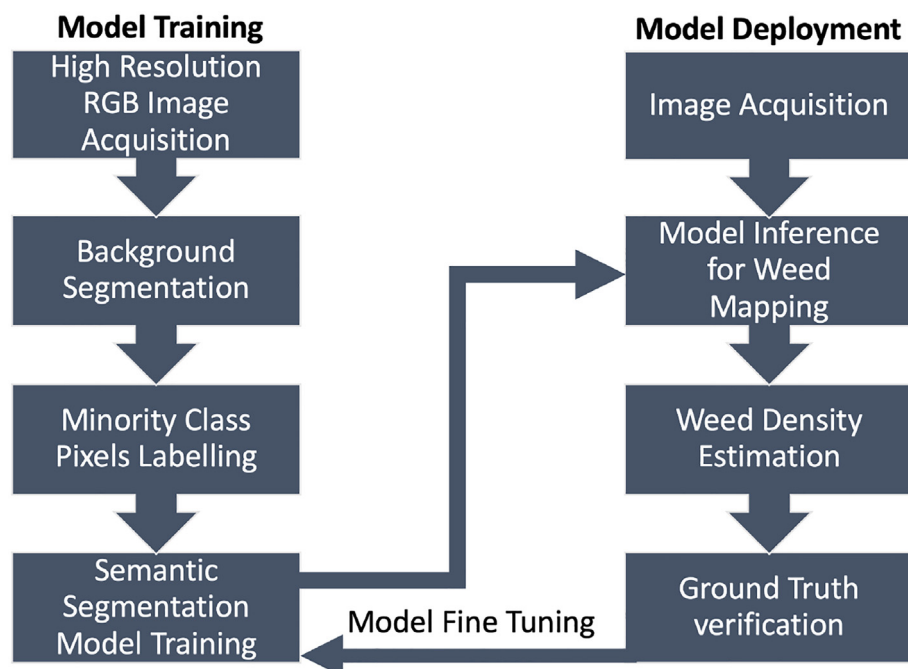 Model Training
High Resolution
RGB Image
Acquisition
Background
Segmentation
Minority Class
Pixels Labelling
Semantic
Segmentation
Model Training
Model Deployment
Image Acquisition
Model Inference
for Weed
Mapping
Weed Density
Estimation
Ground Truth
verification
Model Fine Tuning